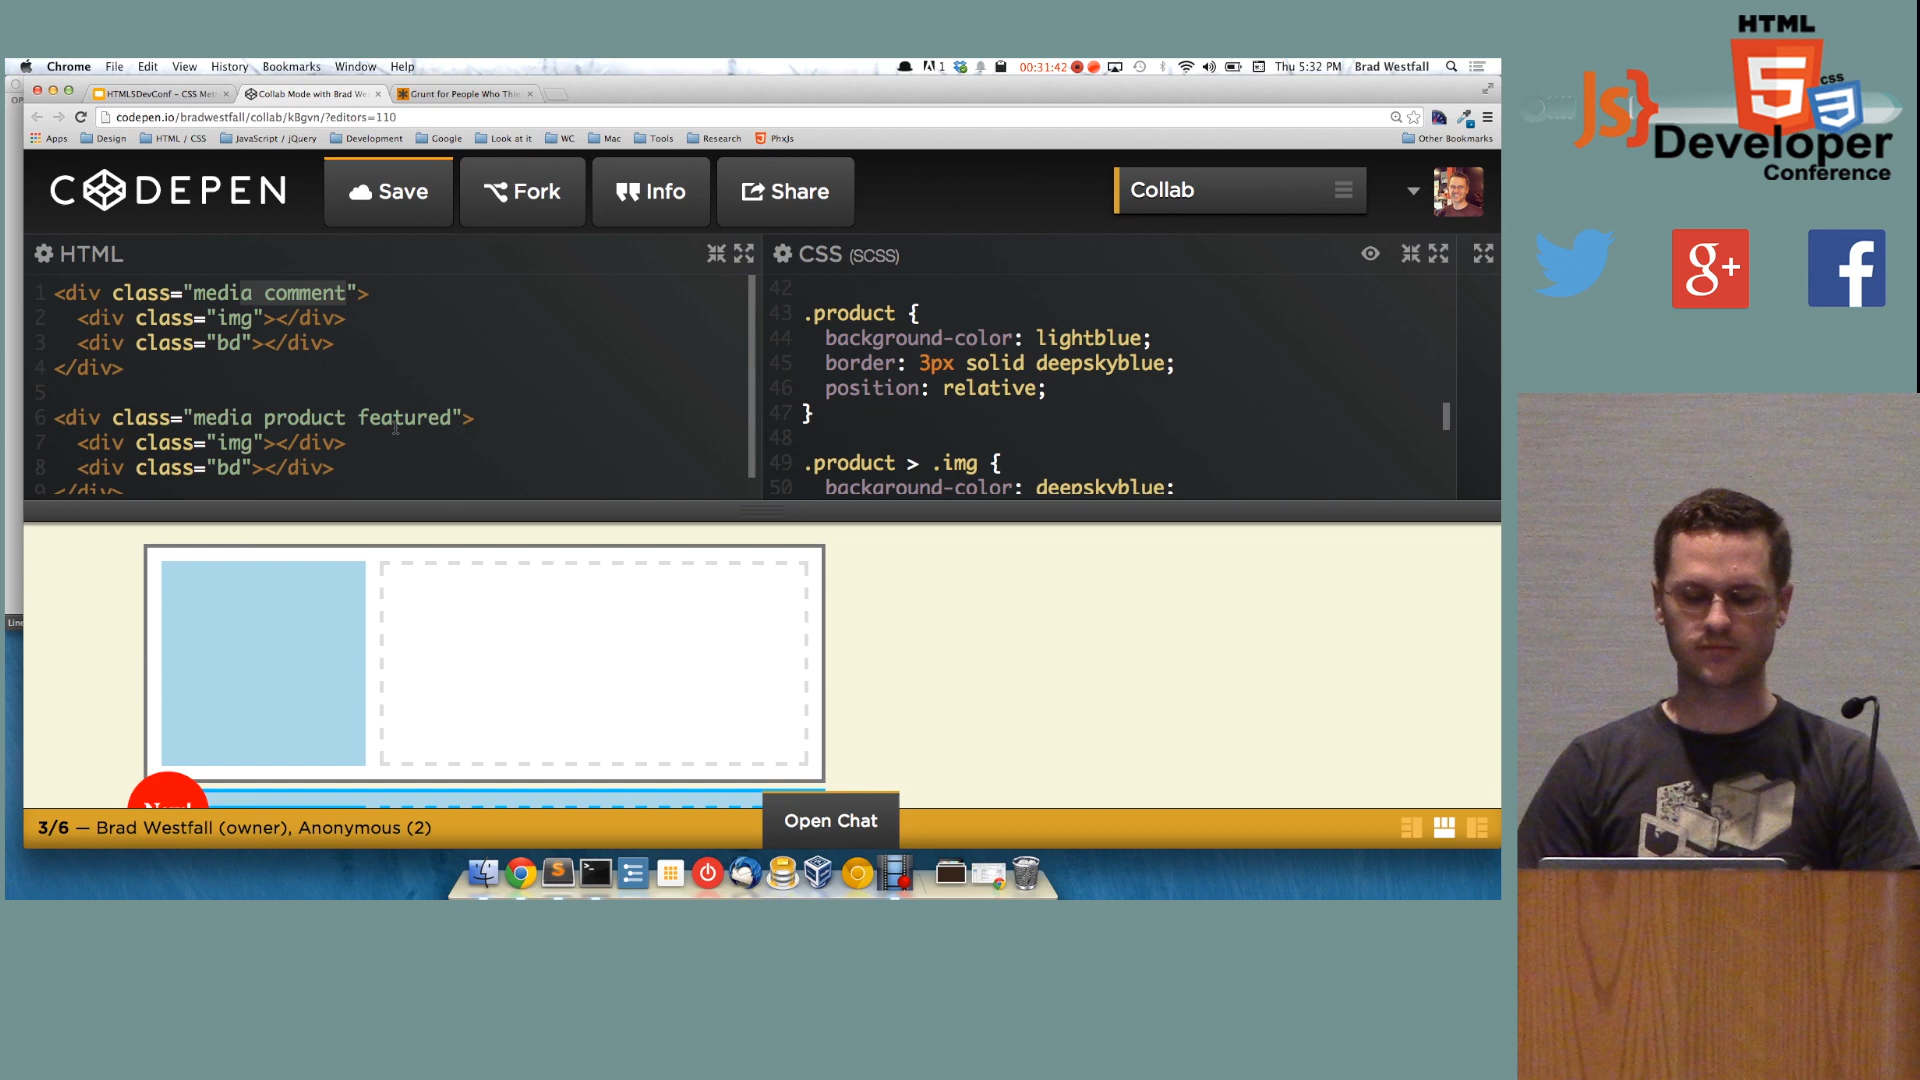 Chrome File Edit View History Bookmarks Window Help
1 00:31:42 Thu 5:32 PM Brad Westfall
HTML5DevConf – CSS Met
Collab Mode with Brad We
Grunt for People Who Thi
codepen.io/bradwestfall/collab/kBgvn/?editors=110
Apps Design HTML / CSS JavaScript / jQuery Development Google Look at it WC Mac Tools Research PhxJs Other Bookmarks
CODEPEN
Save
Fork
Info
Share
Collab
HTML
1 <div class="media comment">
2 <div class="img"></div>
3 <div class="bd"></div>
4 </div>
5
6 <div class="media product featured">
7 <div class="img"></div>
8 <div class="bd"></div>
9 </div>
CSS (SCSS)
42
43 .product {
44 background-color: lightblue;
45 border: 3px solid deepskyblue;
46 position: relative;
47 }
48
49 .product > .img {
50 background-color: deepskyblue;
New!
Line
3/6 — Brad Westfall (owner), Anonymous (2)
Open Chat
HTML
5
JS}
CSS
3
Developer
Conference
g+
f